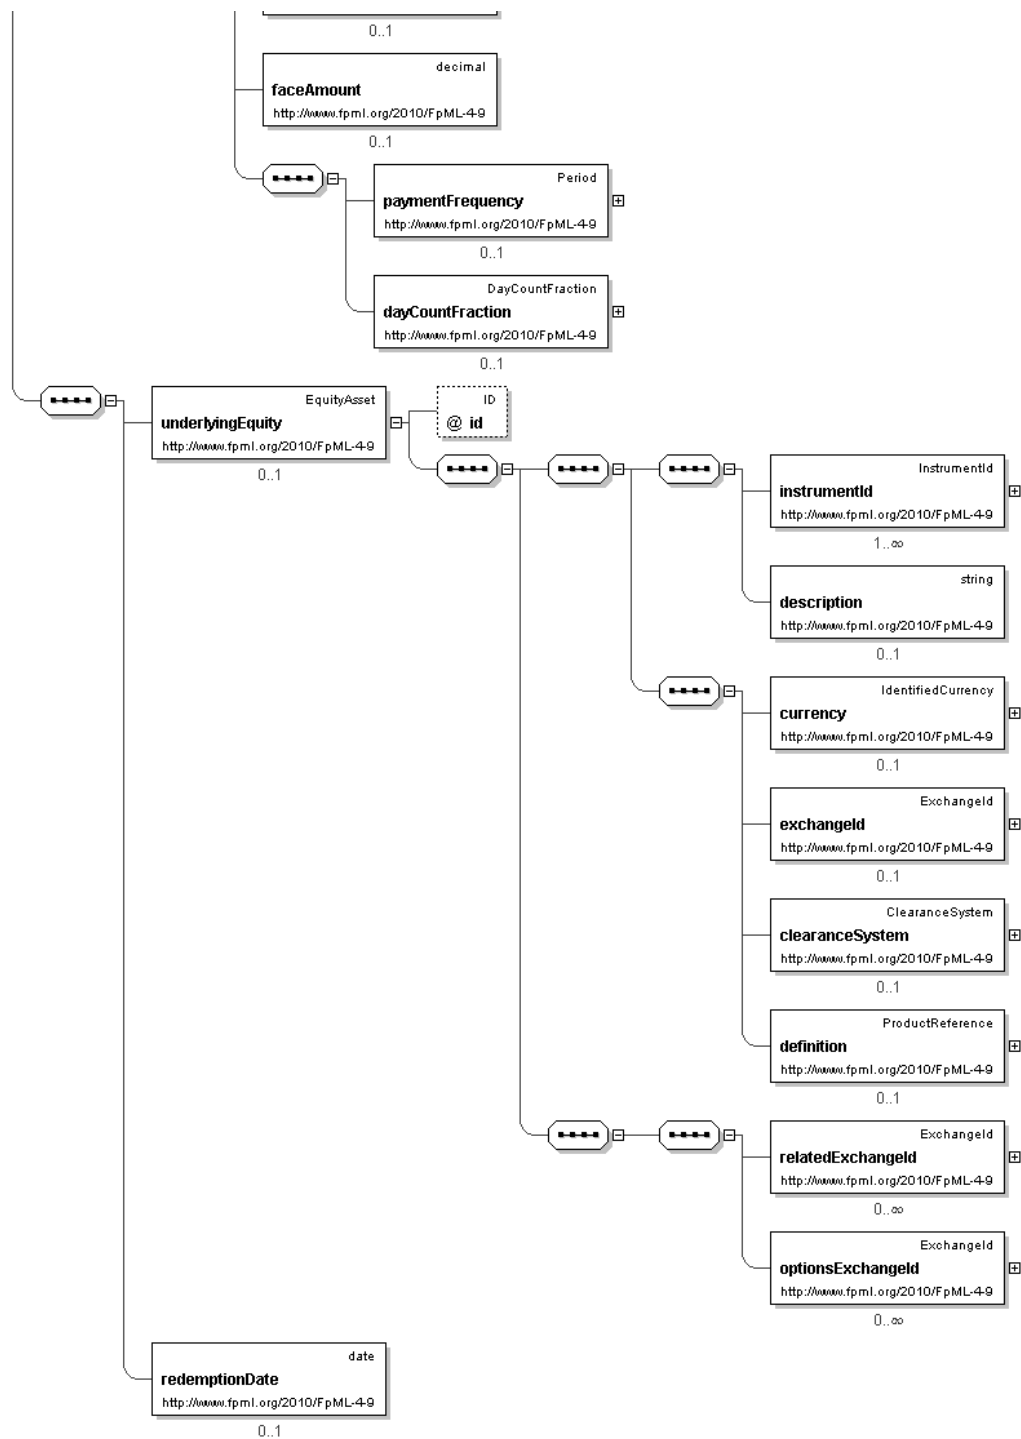 0..1
decimal
faceAmount
http://www.fpml.org/2010/FpML-4-9
0..1
Period
paymentFrequency
http://www.fpml.org/2010/FpML-4-9
0..1
DayCountFraction
dayCountFraction
http://www.fpml.org/2010/FpML-4-9
0..1
EquityAsset
underlyingEquity
http://www.fpml.org/2010/FpML-4-9
0..1
ID
@ id
InstrumentId
instrumentId
http://www.fpml.org/2010/FpML-4-9
1..∞
string
description
http://www.fpml.org/2010/FpML-4-9
0..1
IdentifiedCurrency
currency
http://www.fpml.org/2010/FpML-4-9
0..1
ExchangeId
exchangeId
http://www.fpml.org/2010/FpML-4-9
0..1
ClearanceSystem
clearanceSystem
http://www.fpml.org/2010/FpML-4-9
0..1
ProductReference
definition
http://www.fpml.org/2010/FpML-4-9
0..1
ExchangeId
relatedExchangeId
http://www.fpml.org/2010/FpML-4-9
0..∞
ExchangeId
optionsExchangeId
http://www.fpml.org/2010/FpML-4-9
0..∞
date
redemptionDate
http://www.fpml.org/2010/FpML-4-9
0..1